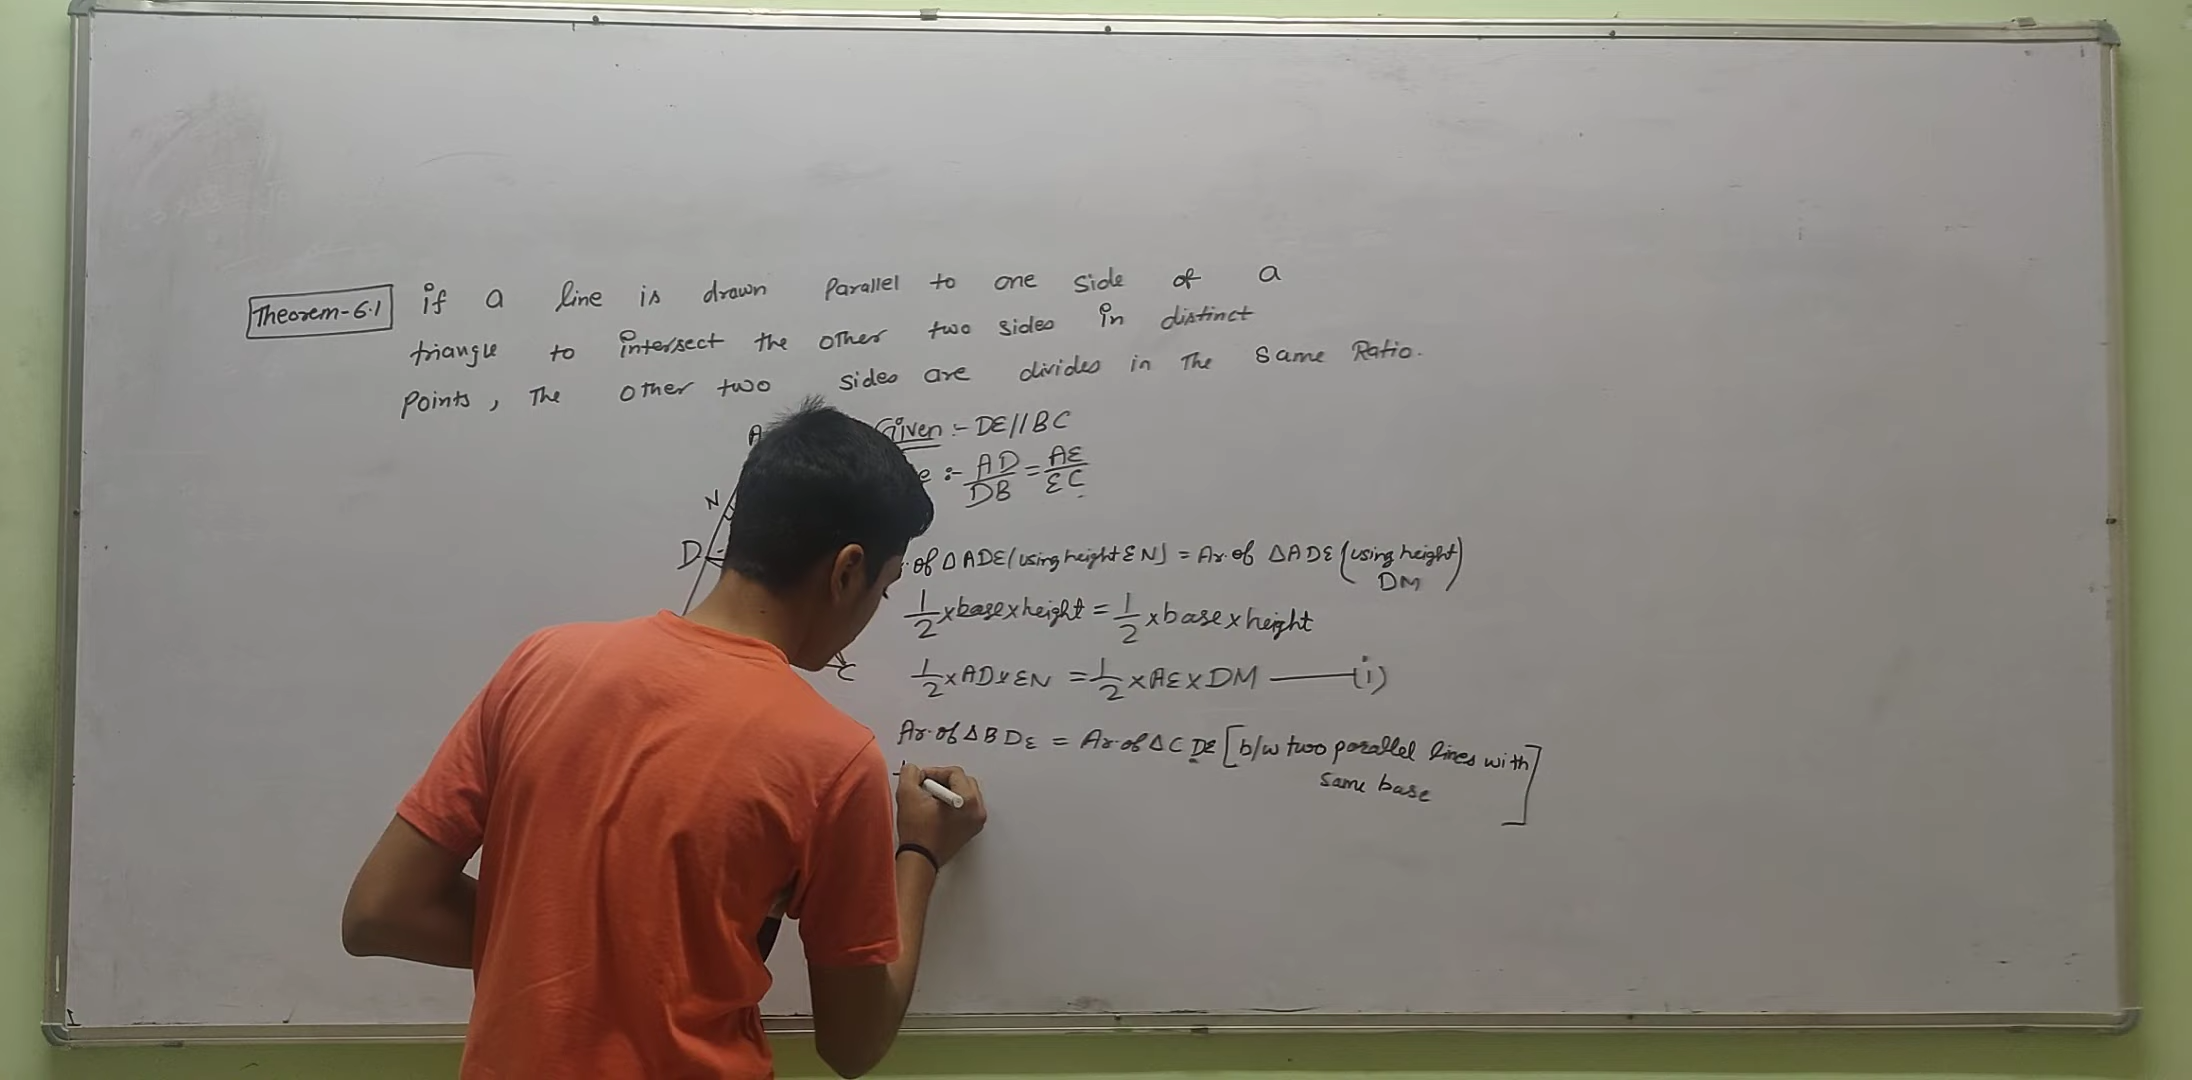 Theorem-6.1 if a line is drawn Parallel to one side of a
triangle to intersect the other two sides in distinct
Points, The other two sides are divides in The Same Ratio.
A
Given :- DE//BC
:- AD/DB = AE/EC
N
D
of ΔADE (using height EN) = Ar. of ΔADE (using height DM)
1/2 x base x height = 1/2 x base x height
1/2 x AD x EN = 1/2 x AE x DM —— (i)
C
Ar. of ΔBDE = Ar. of ΔCDE [b/w two parallel lines with
same base]